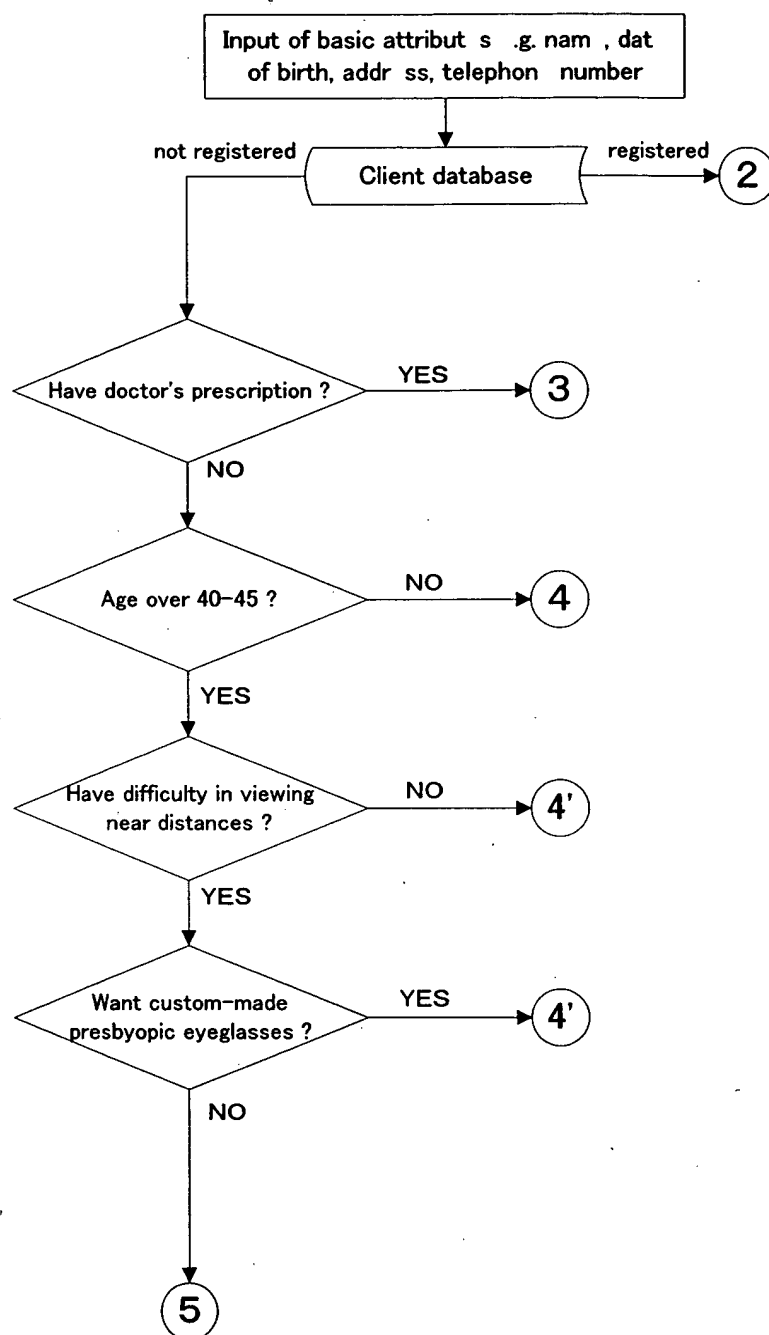 Input of basic attribut s .g. nam , dat
of birth, addr ss, telephon number
not registered
Client database
registered
2
Have doctor's prescription ?
YES
3
NO
Age over 40-45 ?
NO
4
YES
Have difficulty in viewing
near distances ?
NO
4'
YES
Want custom-made
presbyopic eyeglasses ?
YES
4'
NO
5